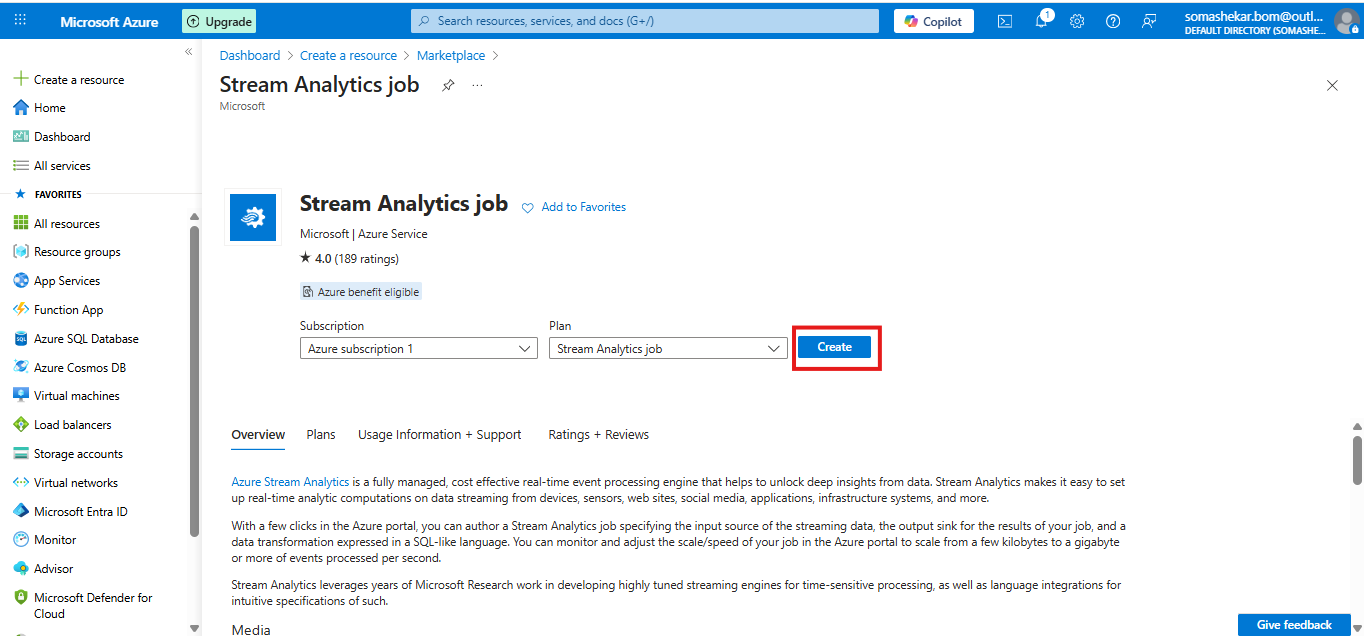 Microsoft Azure
Upgrade
Search resources, services, and docs (G+/)
Copilot
1
somashekar.bom@outl...
DEFAULT DIRECTORY (SOMASHE...
Create a resource
Home
Dashboard
All services
FAVORITES
All resources
Resource groups
App Services
Function App
Azure SQL Database
Azure Cosmos DB
Virtual machines
Load balancers
Storage accounts
Virtual networks
Microsoft Entra ID
Monitor
Advisor
Microsoft Defender for
Cloud
Dashboard > Create a resource > Marketplace >
Stream Analytics job
...
Microsoft
Stream Analytics job
Add to Favorites
Microsoft | Azure Service
★ 4.0 (189 ratings)
Azure benefit eligible
Subscription
Plan
Azure subscription 1
Stream Analytics job
Create
Overview
Plans
Usage Information + Support
Ratings + Reviews
Azure Stream Analytics is a fully managed, cost effective real-time event processing engine that helps to unlock deep insights from data. Stream Analytics makes it easy to set
up real-time analytic computations on data streaming from devices, sensors, web sites, social media, applications, infrastructure systems, and more.
With a few clicks in the Azure portal, you can author a Stream Analytics job specifying the input source of the streaming data, the output sink for the results of your job, and a
data transformation expressed in a SQL-like language. You can monitor and adjust the scale/speed of your job in the Azure portal to scale from a few kilobytes to a gigabyte
or more of events processed per second.
Stream Analytics leverages years of Microsoft Research work in developing highly tuned streaming engines for time-sensitive processing, as well as language integrations for
intuitive specifications of such.
Media
Give feedback